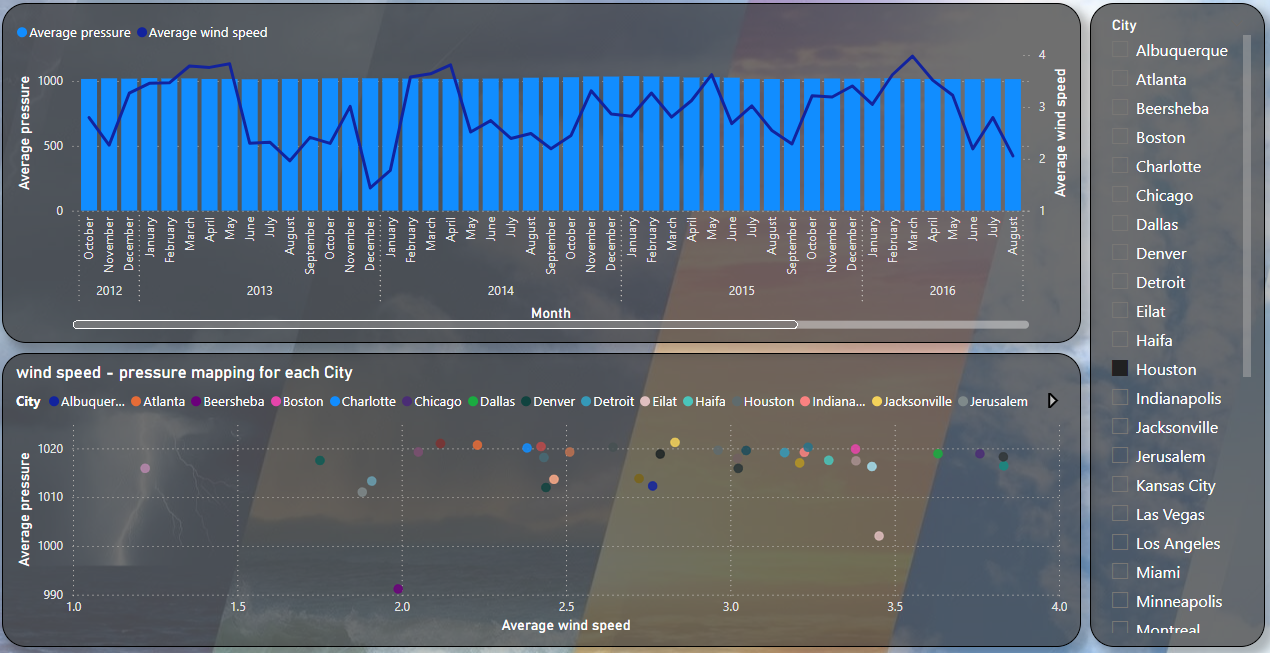 Average pressure Average wind speed
Average pressure
1000
500
0
4
3
2
1
Average wind speed
October November December January February March April May June July August September October November December January February March April May June July August September October November December January February March April May June July August September October November December January February March April May June July August
2012 2013 2014 2015 2016
Month
wind speed - pressure mapping for each City
City Albuquer... Atlanta Beersheba Boston Charlotte Chicago Dallas Denver Detroit Eilat Haifa Houston Indiana... Jacksonville Jerusalem
Average pressure
1020
1010
1000
990
1.0 1.5 2.0 2.5 3.0 3.5 4.0
Average wind speed
City
Albuquerque
Atlanta
Beersheba
Boston
Charlotte
Chicago
Dallas
Denver
Detroit
Eilat
Haifa
Houston
Indianapolis
Jacksonville
Jerusalem
Kansas City
Las Vegas
Los Angeles
Miami
Minneapolis
Montreal